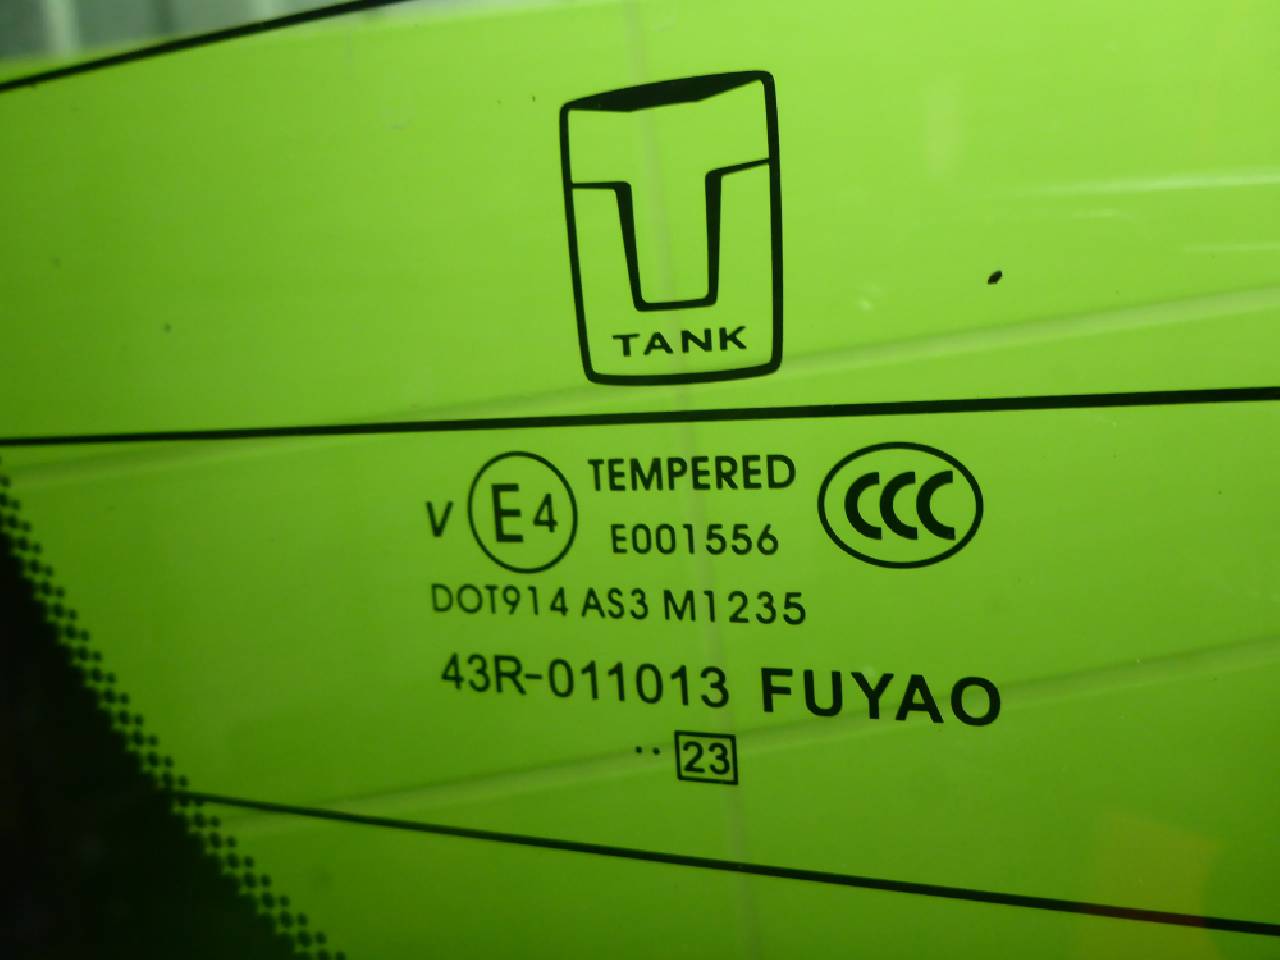 TANK
V E4 TEMPERED CCC
E001556
DOT914 AS3 M1235
43R-011013 FUYAO
.. 23